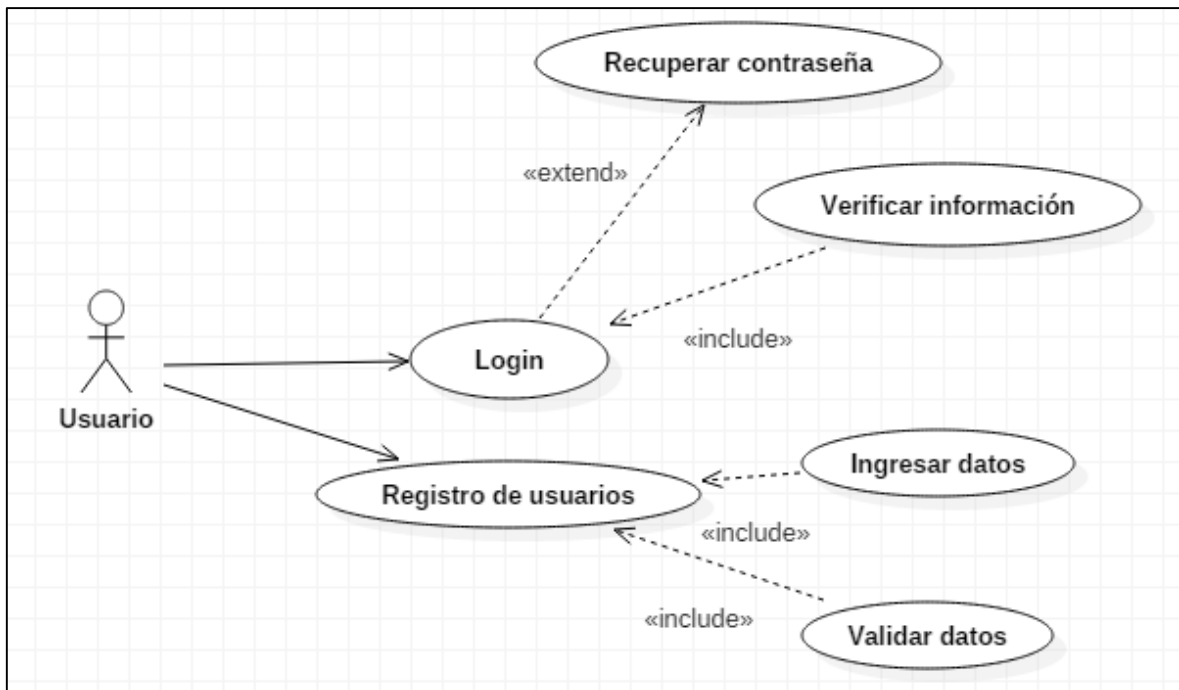 Recuperar contraseña
«extend»
Verificar información
«include»
Login
Usuario
Ingresar datos
Registro de usuarios
«include»
«include»
Validar datos